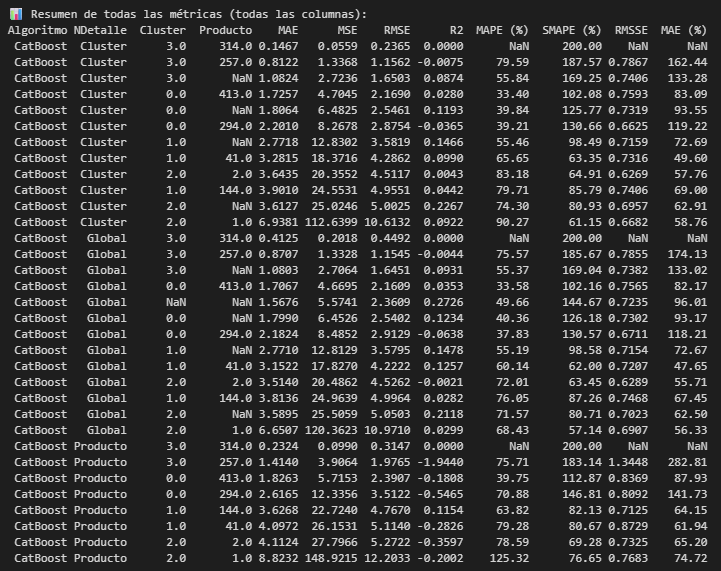 📊 Resumen de todas las métricas (todas las columnas):
Algoritmo NDetalle Cluster Producto MAE MSE RMSE R2 MAPE (%) SMAPE (%) RMSSE MAE (%)
CatBoost Cluster 3.0 314.0 0.1467 0.0559 0.2365 0.0000 NaN 200.00 NaN NaN
CatBoost Cluster 3.0 257.0 0.8122 1.3368 1.1562 -0.0075 79.59 187.57 0.7867 162.44
CatBoost Cluster 3.0 NaN 1.0824 2.7236 1.6503 0.0874 55.84 169.25 0.7406 133.28
CatBoost Cluster 0.0 413.0 1.7257 4.7045 2.1690 0.0280 33.40 102.08 0.7593 83.09
CatBoost Cluster 0.0 NaN 1.8064 6.4825 2.5461 0.1193 39.84 125.77 0.7319 93.55
CatBoost Cluster 0.0 294.0 2.2010 8.2678 2.8754 -0.0365 39.21 130.66 0.6625 119.22
CatBoost Cluster 1.0 NaN 2.7718 12.8302 3.5819 0.1466 55.46 98.49 0.7159 72.69
CatBoost Cluster 1.0 41.0 3.2815 18.3716 4.2862 0.0990 65.65 63.35 0.7316 49.60
CatBoost Cluster 2.0 2.0 3.6435 20.3552 4.5117 0.0043 83.18 64.91 0.6269 57.76
CatBoost Cluster 1.0 144.0 3.9010 24.5531 4.9551 0.0442 79.71 85.79 0.7406 69.00
CatBoost Cluster 2.0 NaN 3.6127 25.0246 5.0025 0.2267 74.30 80.93 0.6957 62.91
CatBoost Cluster 2.0 1.0 6.9381 112.6399 10.6132 0.0922 90.27 61.15 0.6682 58.76
CatBoost Global 3.0 314.0 0.4125 0.2018 0.4492 0.0000 NaN 200.00 NaN NaN
CatBoost Global 3.0 257.0 0.8707 1.3328 1.1545 -0.0044 75.57 185.67 0.7855 174.13
CatBoost Global 3.0 NaN 1.0803 2.7064 1.6451 0.0931 55.37 169.04 0.7382 133.02
CatBoost Global 0.0 413.0 1.7067 4.6695 2.1609 0.0353 33.58 102.16 0.7565 82.17
CatBoost Global NaN NaN 1.5676 5.5741 2.3609 0.2726 49.66 144.67 0.7235 96.01
CatBoost Global 0.0 NaN 1.7990 6.4526 2.5402 0.1234 40.36 126.18 0.7302 93.17
CatBoost Global 0.0 294.0 2.1824 8.4852 2.9129 -0.0638 37.83 130.57 0.6711 118.21
CatBoost Global 1.0 NaN 2.7710 12.8129 3.5795 0.1478 55.19 98.58 0.7154 72.67
CatBoost Global 1.0 41.0 3.1522 17.8270 4.2222 0.1257 60.14 62.00 0.7207 47.65
CatBoost Global 2.0 2.0 3.5140 20.4862 4.5262 -0.0021 72.01 63.45 0.6289 55.71
CatBoost Global 1.0 144.0 3.8136 24.9639 4.9964 0.0282 76.05 87.26 0.7468 67.45
CatBoost Global 2.0 NaN 3.5895 25.5059 5.0503 0.2118 71.57 80.71 0.7023 62.50
CatBoost Global 2.0 1.0 6.6507 120.3623 10.9710 0.0299 68.43 57.14 0.6907 56.33
CatBoost Producto 3.0 314.0 0.2324 0.0990 0.3147 0.0000 NaN 200.00 NaN NaN
CatBoost Producto 3.0 257.0 1.4140 3.9064 1.9765 -1.9440 75.71 183.14 1.3448 282.81
CatBoost Producto 0.0 413.0 1.8263 5.7153 2.3907 -0.1808 39.75 112.87 0.8369 87.93
CatBoost Producto 0.0 294.0 2.6165 12.3356 3.5122 -0.5465 70.88 146.81 0.8092 141.73
CatBoost Producto 1.0 144.0 3.6268 22.7240 4.7670 0.1154 63.82 82.13 0.7125 64.15
CatBoost Producto 1.0 41.0 4.0972 26.1531 5.1140 -0.2826 79.28 80.67 0.8729 61.94
CatBoost Producto 2.0 2.0 4.1124 27.7966 5.2722 -0.3597 78.59 69.28 0.7325 65.20
CatBoost Producto 2.0 1.0 8.8232 148.9215 12.2033 -0.2002 125.32 76.65 0.7683 74.72